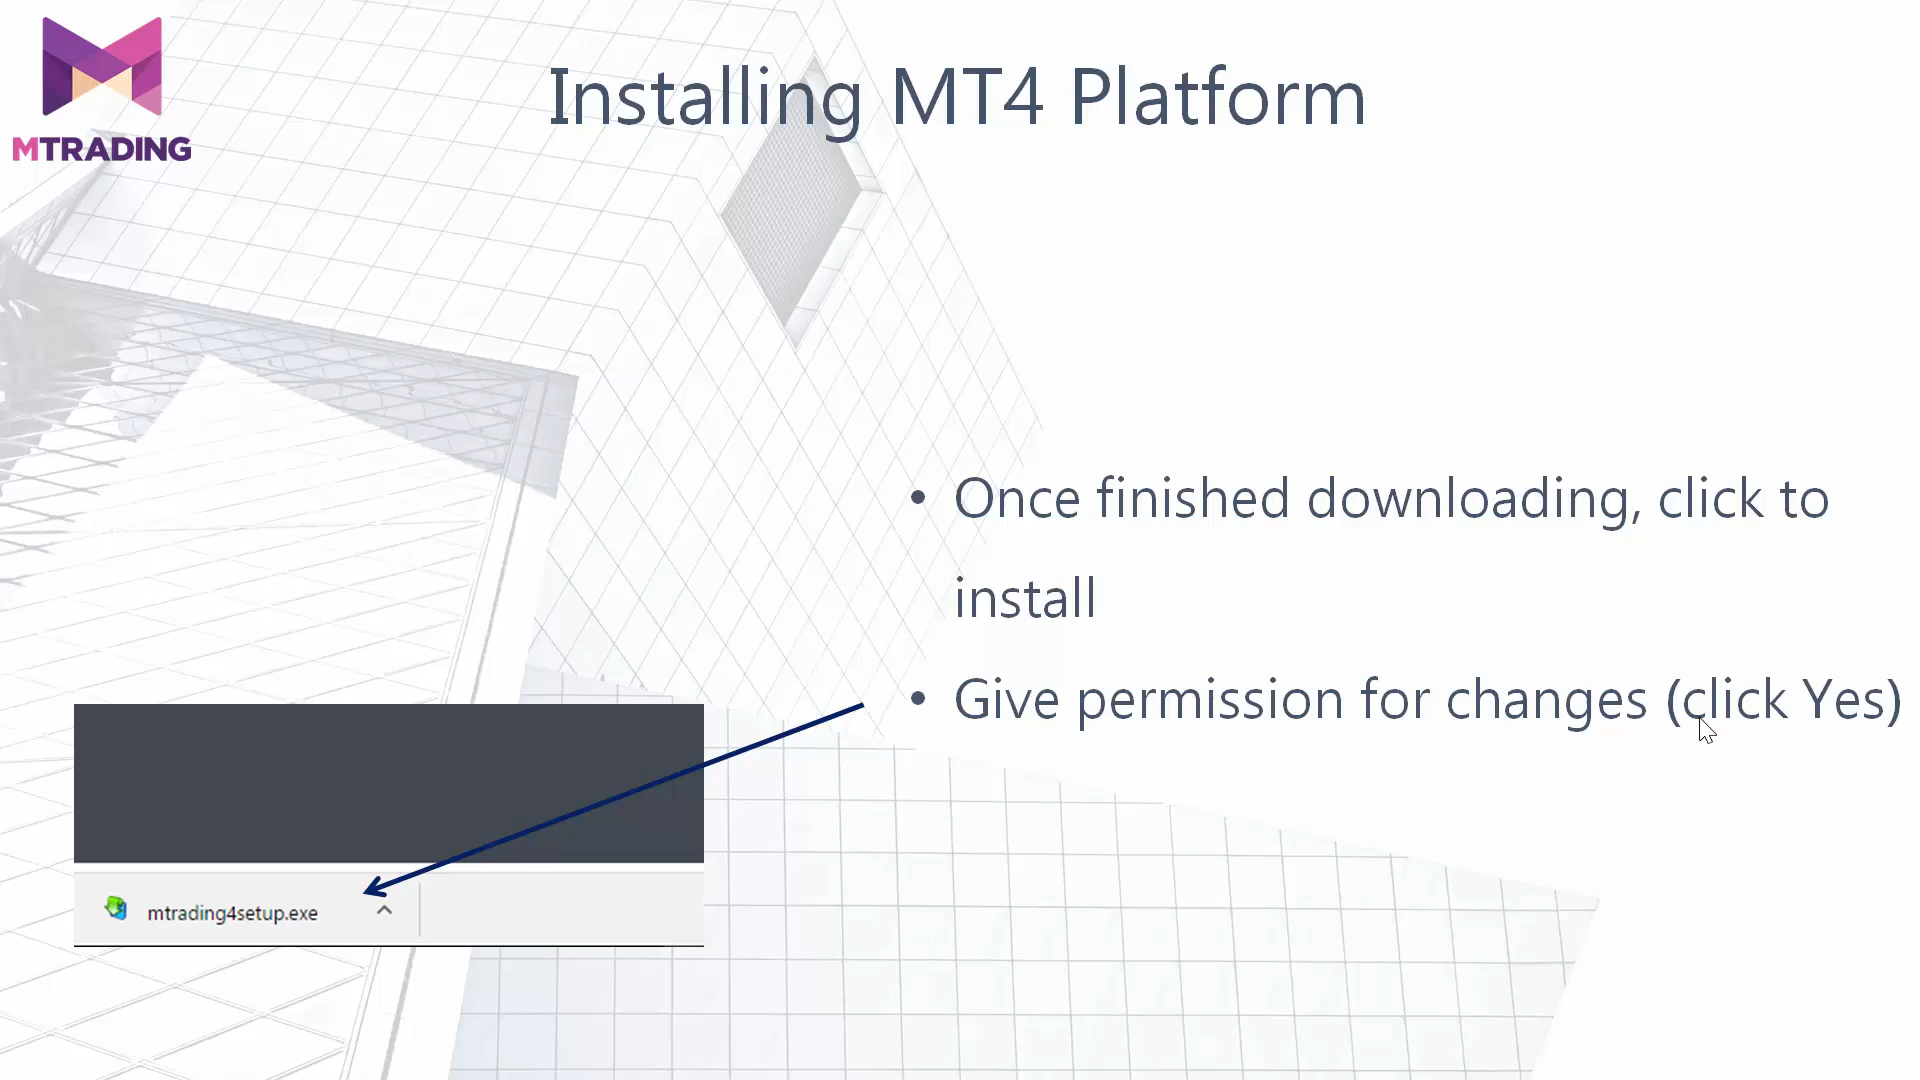 MTRADING
Installing MT4 Platform
• Once finished downloading, click to
install
• Give permission for changes (click Yes)
mtrading4setup.exe